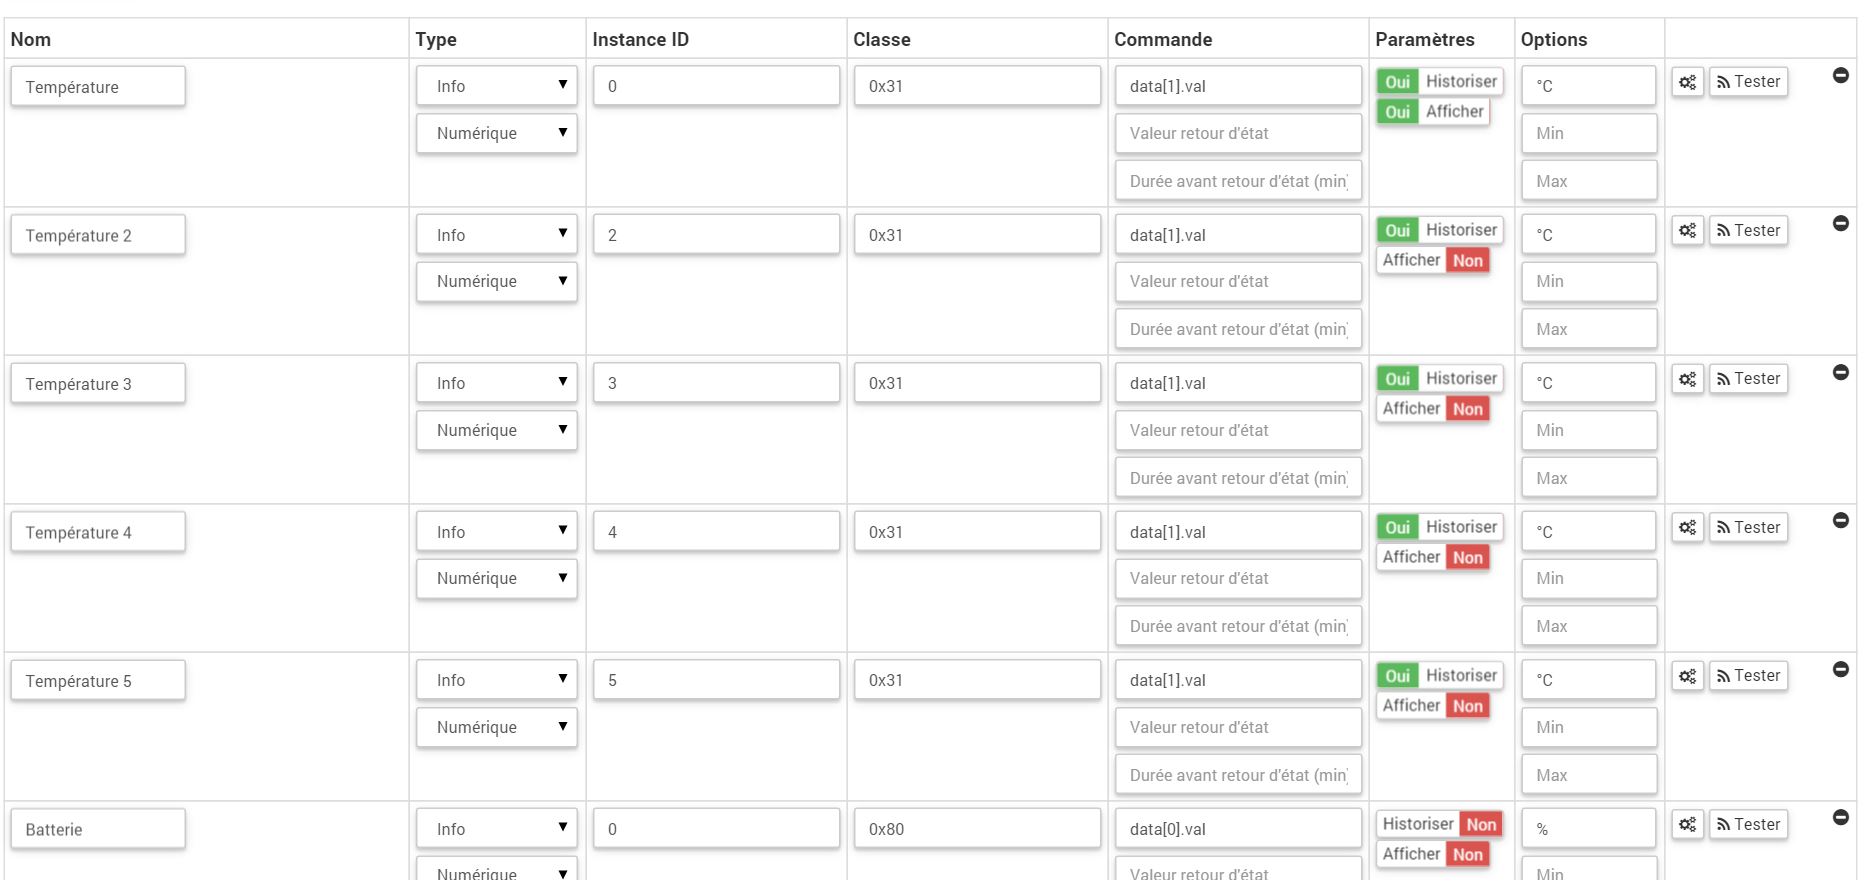 Nom Type Instance ID Classe Commande Paramètres Options
Température Info ▼ 0 0x31 data[1].val Oui Historiser °C Tester
Oui Afficher
Numérique ▼ Valeur retour d'état Min
Durée avant retour d'état (min) Max
Température 2 Info ▼ 2 0x31 data[1].val Oui Historiser °C Tester
Afficher Non
Numérique ▼ Valeur retour d'état Min
Durée avant retour d'état (min) Max
Température 3 Info ▼ 3 0x31 data[1].val Oui Historiser °C Tester
Afficher Non
Numérique ▼ Valeur retour d'état Min
Durée avant retour d'état (min) Max
Température 4 Info ▼ 4 0x31 data[1].val Oui Historiser °C Tester
Afficher Non
Numérique ▼ Valeur retour d'état Min
Durée avant retour d'état (min) Max
Température 5 Info ▼ 5 0x31 data[1].val Oui Historiser °C Tester
Afficher Non
Numérique ▼ Valeur retour d'état Min
Durée avant retour d'état (min) Max
Batterie Info ▼ 0 0x80 data[0].val Historiser Non % Tester
Afficher Non
Numérique ▼ Valeur retour d'état Min